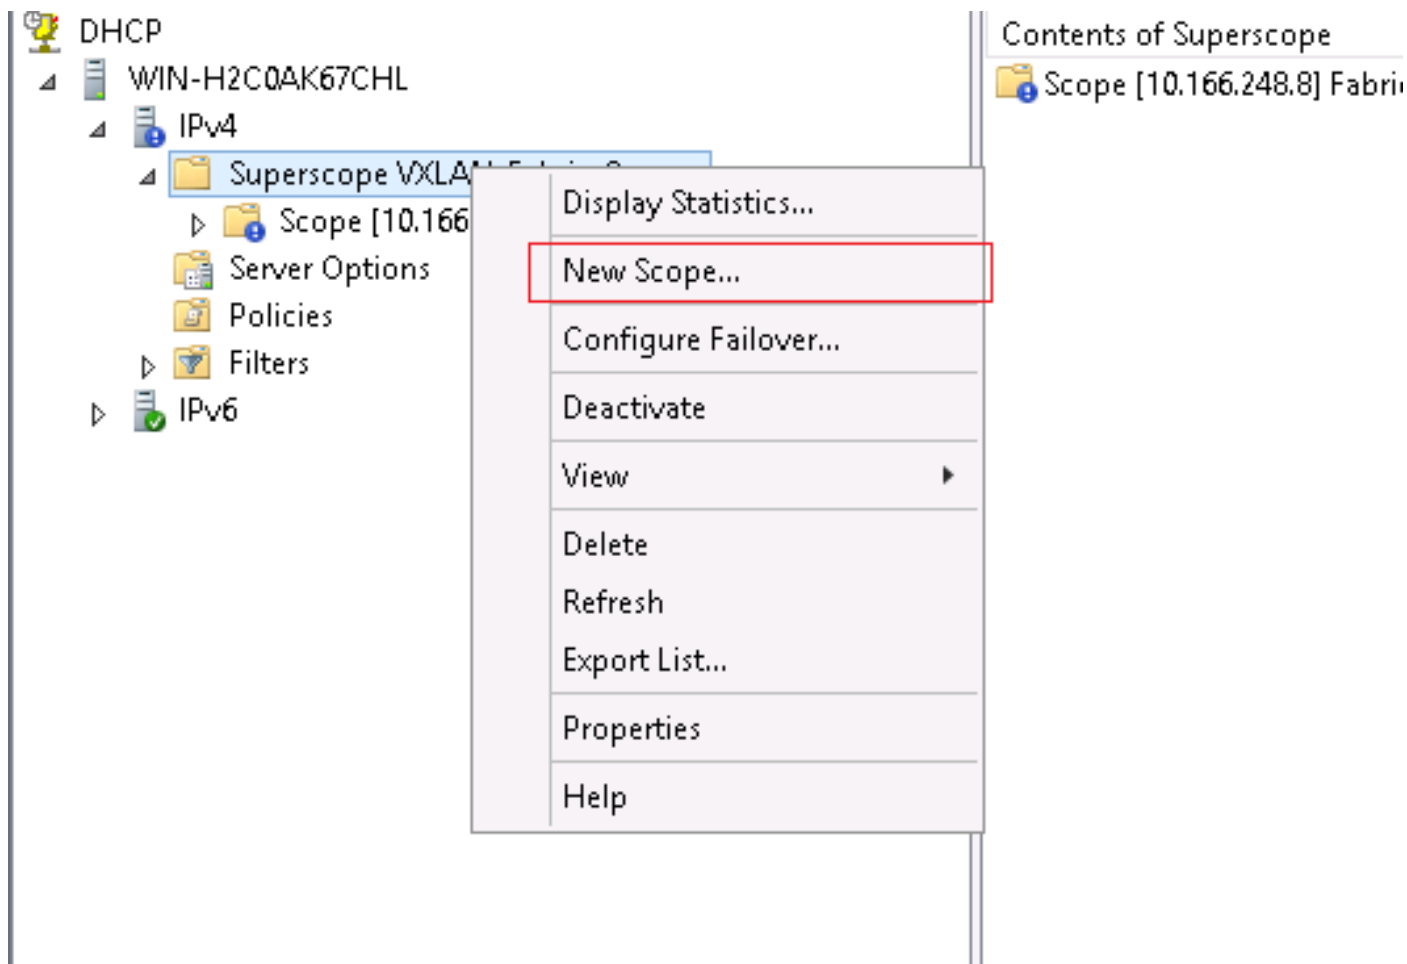 DHCP
WIN-H2C0AK67CHL
IPv4
Superscope VXLA
Scope [10.166
Server Options
Policies
Filters
IPv6
Display Statistics...
New Scope...
Configure Failover...
Deactivate
View
Delete
Refresh
Export List...
Properties
Help
Contents of Superscope
Scope [10.166.248.8] Fabri